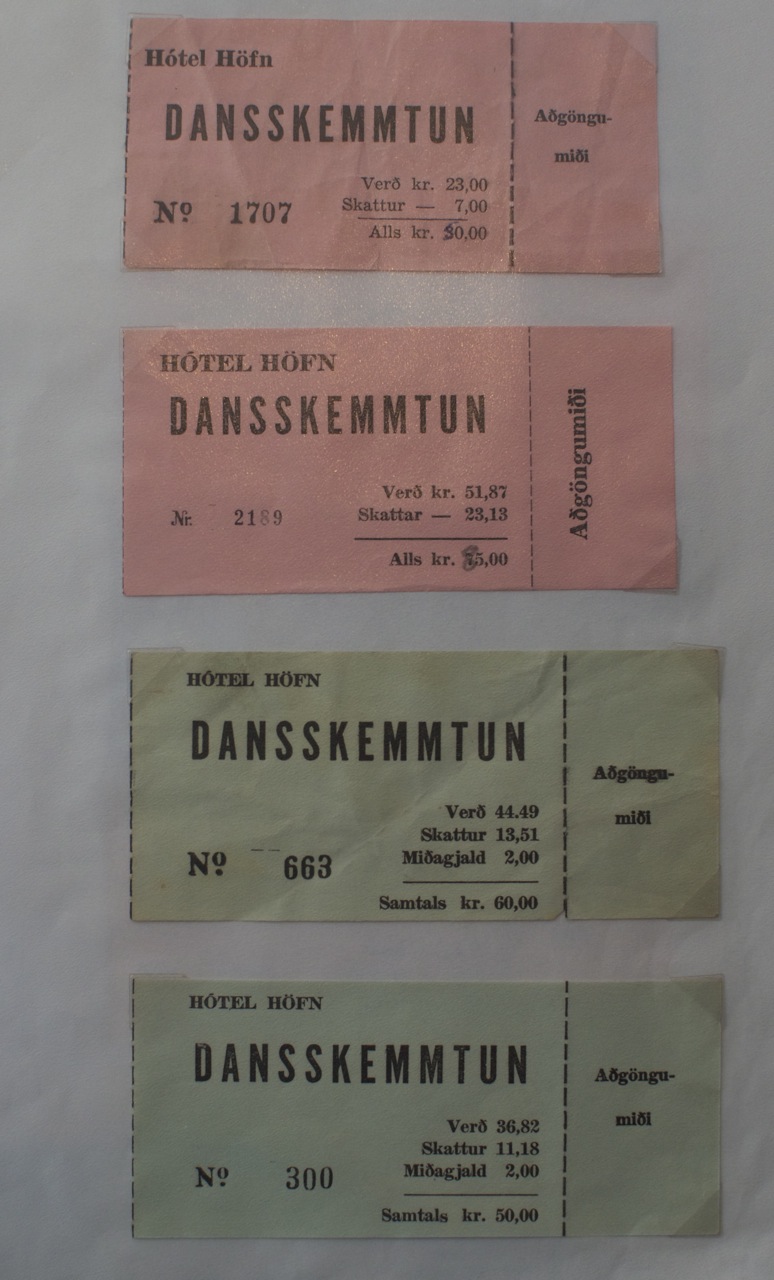 Hótel Höfn
DANSSKEMMTUN
Nº 1707
Verð kr. 23,00
Skattur — 7,00
Alls kr. 30,00
Aðgöngu-
miði
HÓTEL HÖFN
DANSSKEMMTUN
Nr. 2189
Verð kr. 51,87
Skattar — 23,13
Alls kr. 75,00
Aðgöngumiði
HÓTEL HÖFN
DANSSKEMMTUN
Nº 663
Verð 44.49
Skattur 13,51
Miðagjald 2,00
Samtals kr. 60,00
Aðgöngu-
miði
HÓTEL HÖFN
DANSSKEMMTUN
Nº 300
Verð 36,82
Skattur 11,18
Miðagjald 2,00
Samtals kr. 50,00
Aðgöngu-
miði